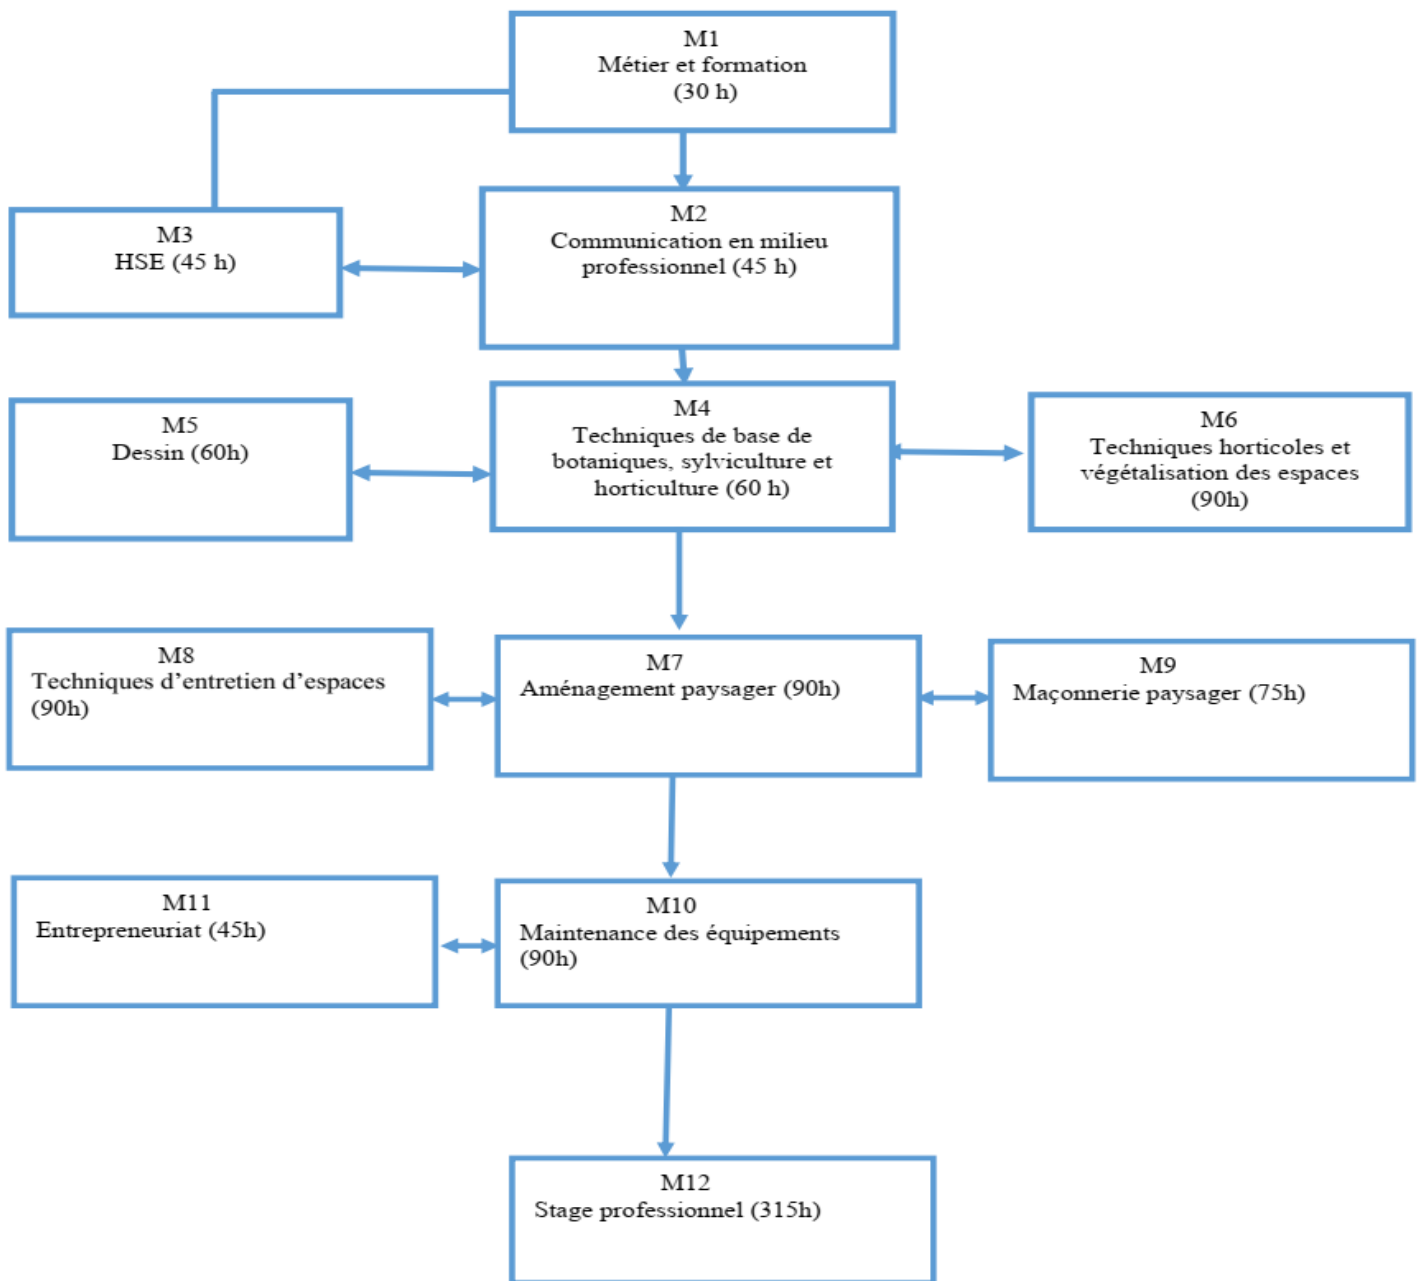 M1
Métier et formation
(30 h)
M3
HSE (45 h)
M2
Communication en milieu
professionnel (45 h)
M5
Dessin (60h)
M4
Techniques de base de
botaniques, sylviculture et
horticulture (60 h)
M6
Techniques horticoles et
végétalisation des espaces
(90h)
M8
Techniques d’entretien d’espaces
(90h)
M7
Aménagement paysager (90h)
M9
Maçonnerie paysager (75h)
M11
Entrepreneuriat (45h)
M10
Maintenance des équipements
(90h)
M12
Stage professionnel (315h)